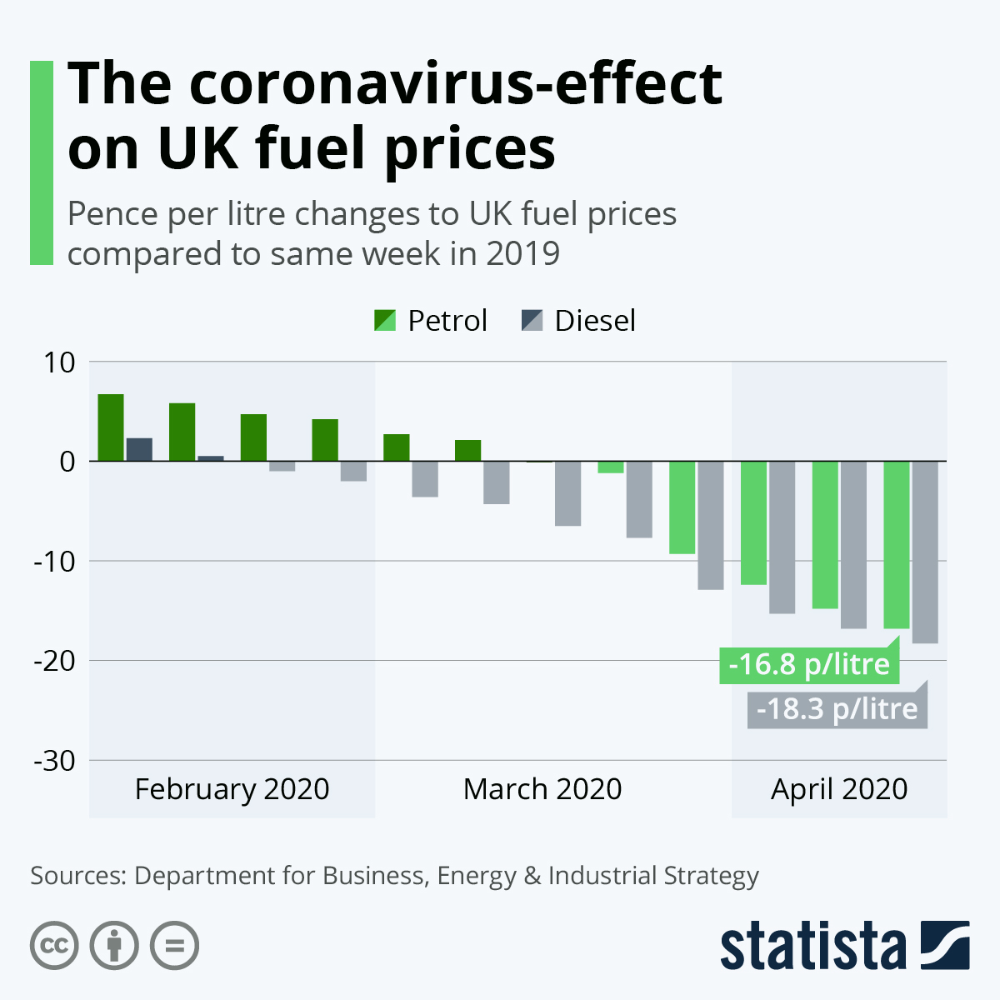 The coronavirus-effect
on UK fuel prices
Pence per litre changes to UK fuel prices
compared to same week in 2019
Petrol Diesel
10
0
-10
-20
-30
-16.8 p/litre
-18.3 p/litre
February 2020 March 2020 April 2020
Sources: Department for Business, Energy & Industrial Strategy
cc
statista